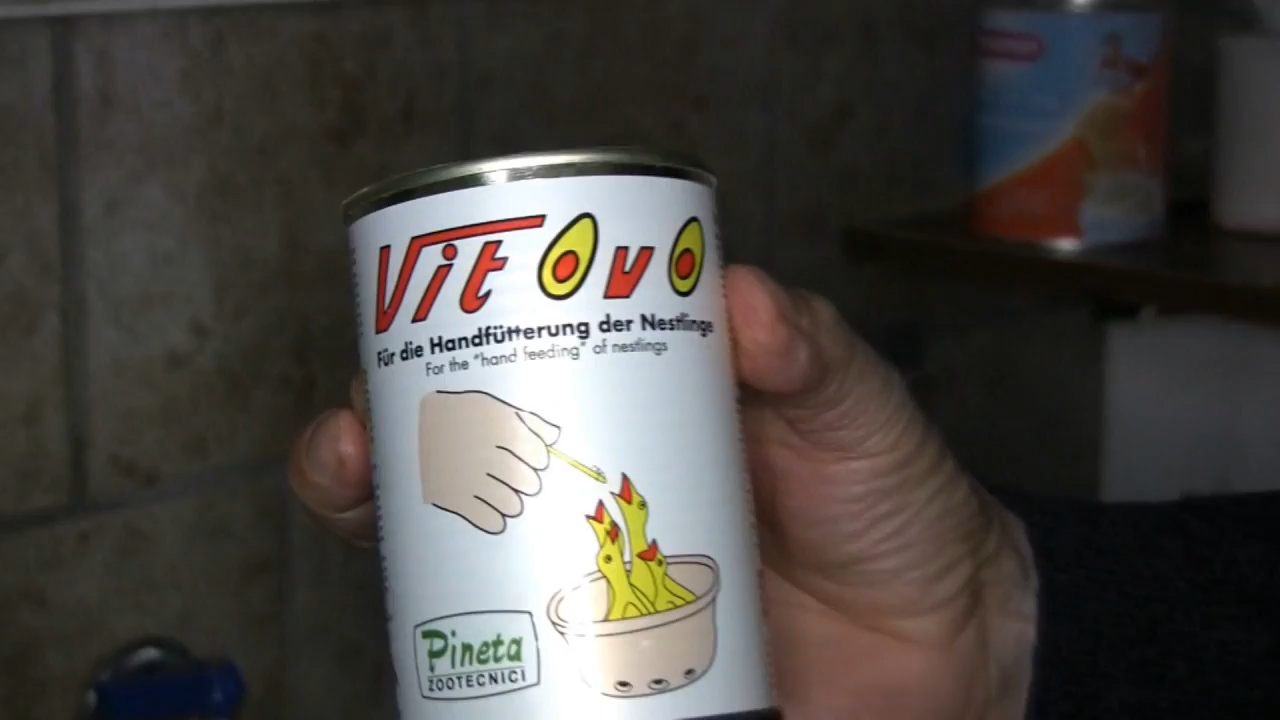 Vit OvO
Für die Handfütterung der Nestlinge
For the "hand feeding" of nestlings
Pineta
ZOOTECNICI